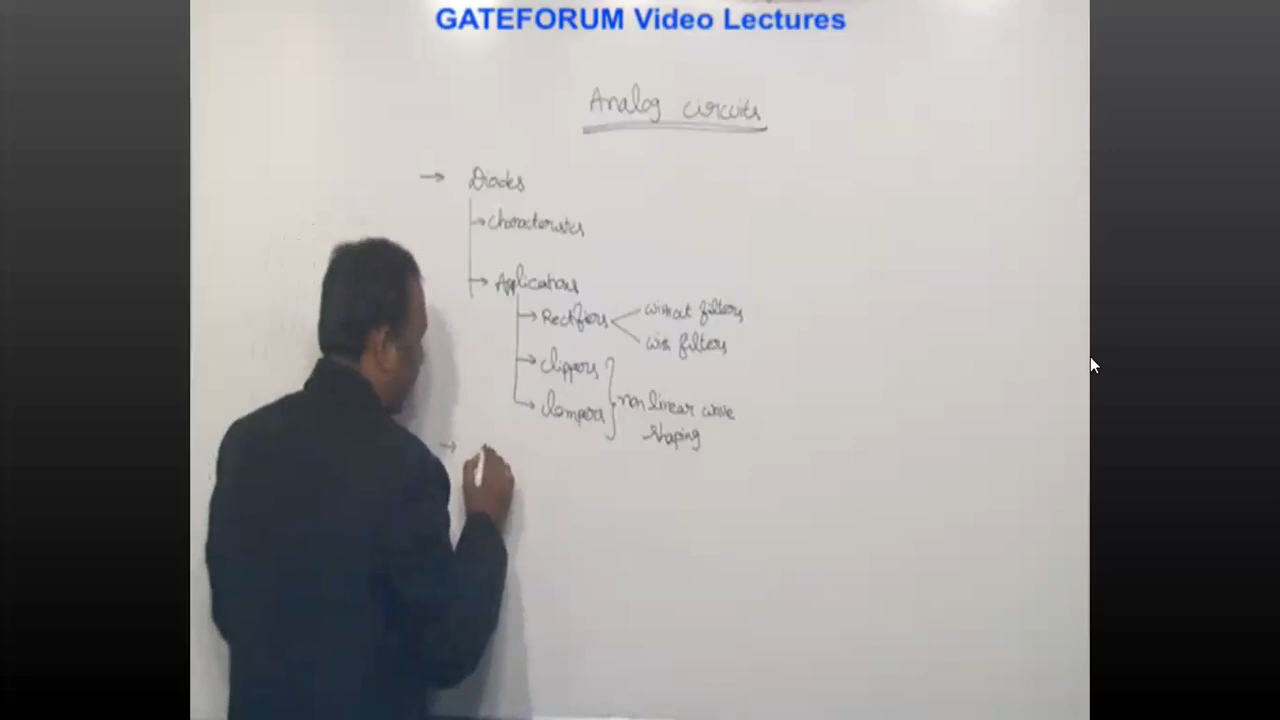 GATEFORUM Video Lectures
Analog circuits
→ Diodes
→ characteristics
→ Applications
→ Rectifiers
without filters
with filters
→ clippers
→ clampers
non linear wave
shaping
→